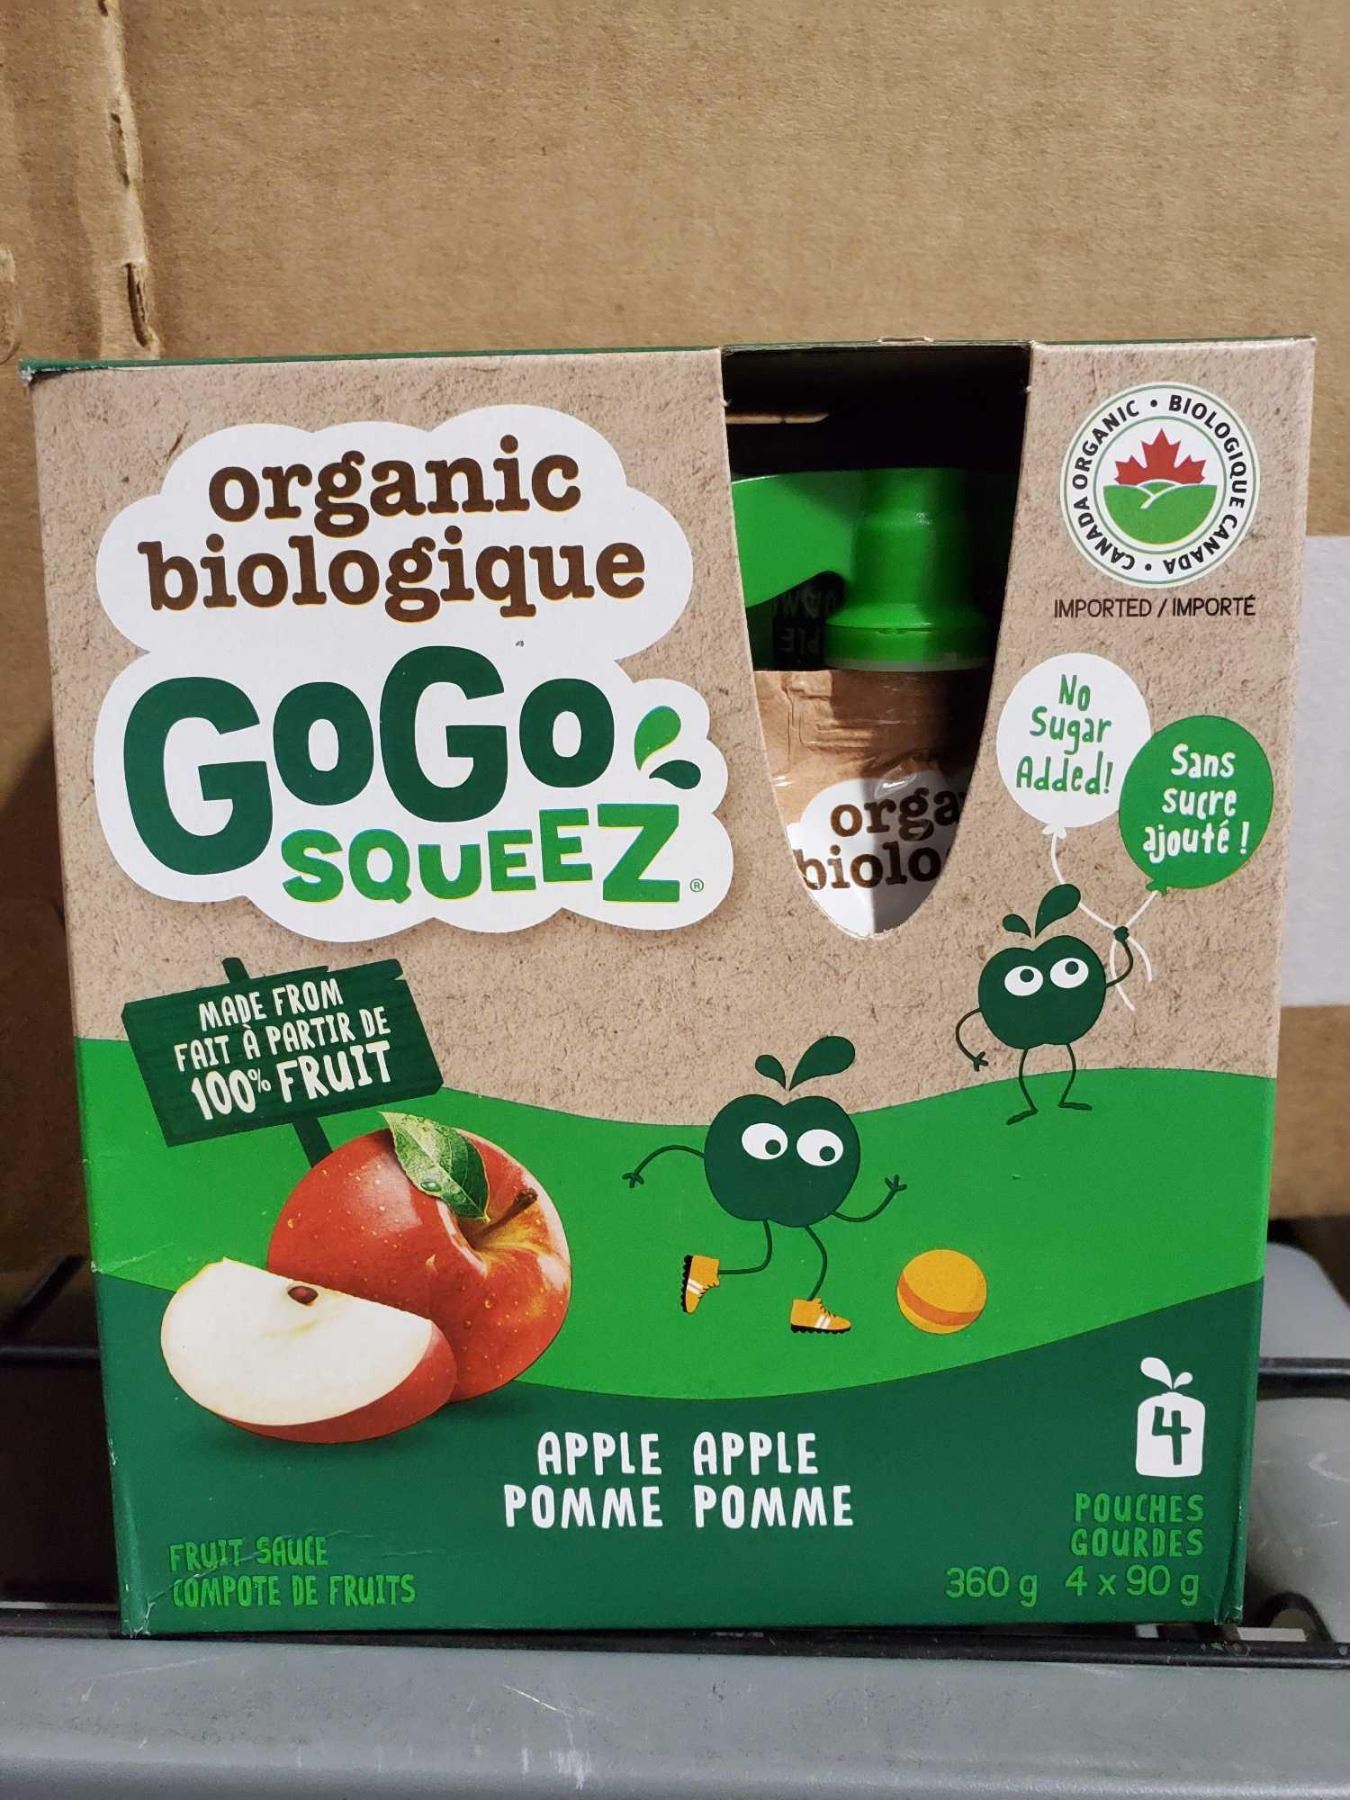 organic
biologique
GoGo
SQUEEZ®
orga
biolo
CANADA ORGANIC • BIOLOGIQUE CANADA •
IMPORTED / IMPORTÉ
No
Sugar
Added!
Sans
sucre
ajouté !
MADE FROM
FAIT À PARTIR DE
100% FRUIT
APPLE APPLE
POMME POMME
4
POUCHES
GOURDES
360 g 4 x 90 g
FRUIT SAUCE
COMPOTE DE FRUITS